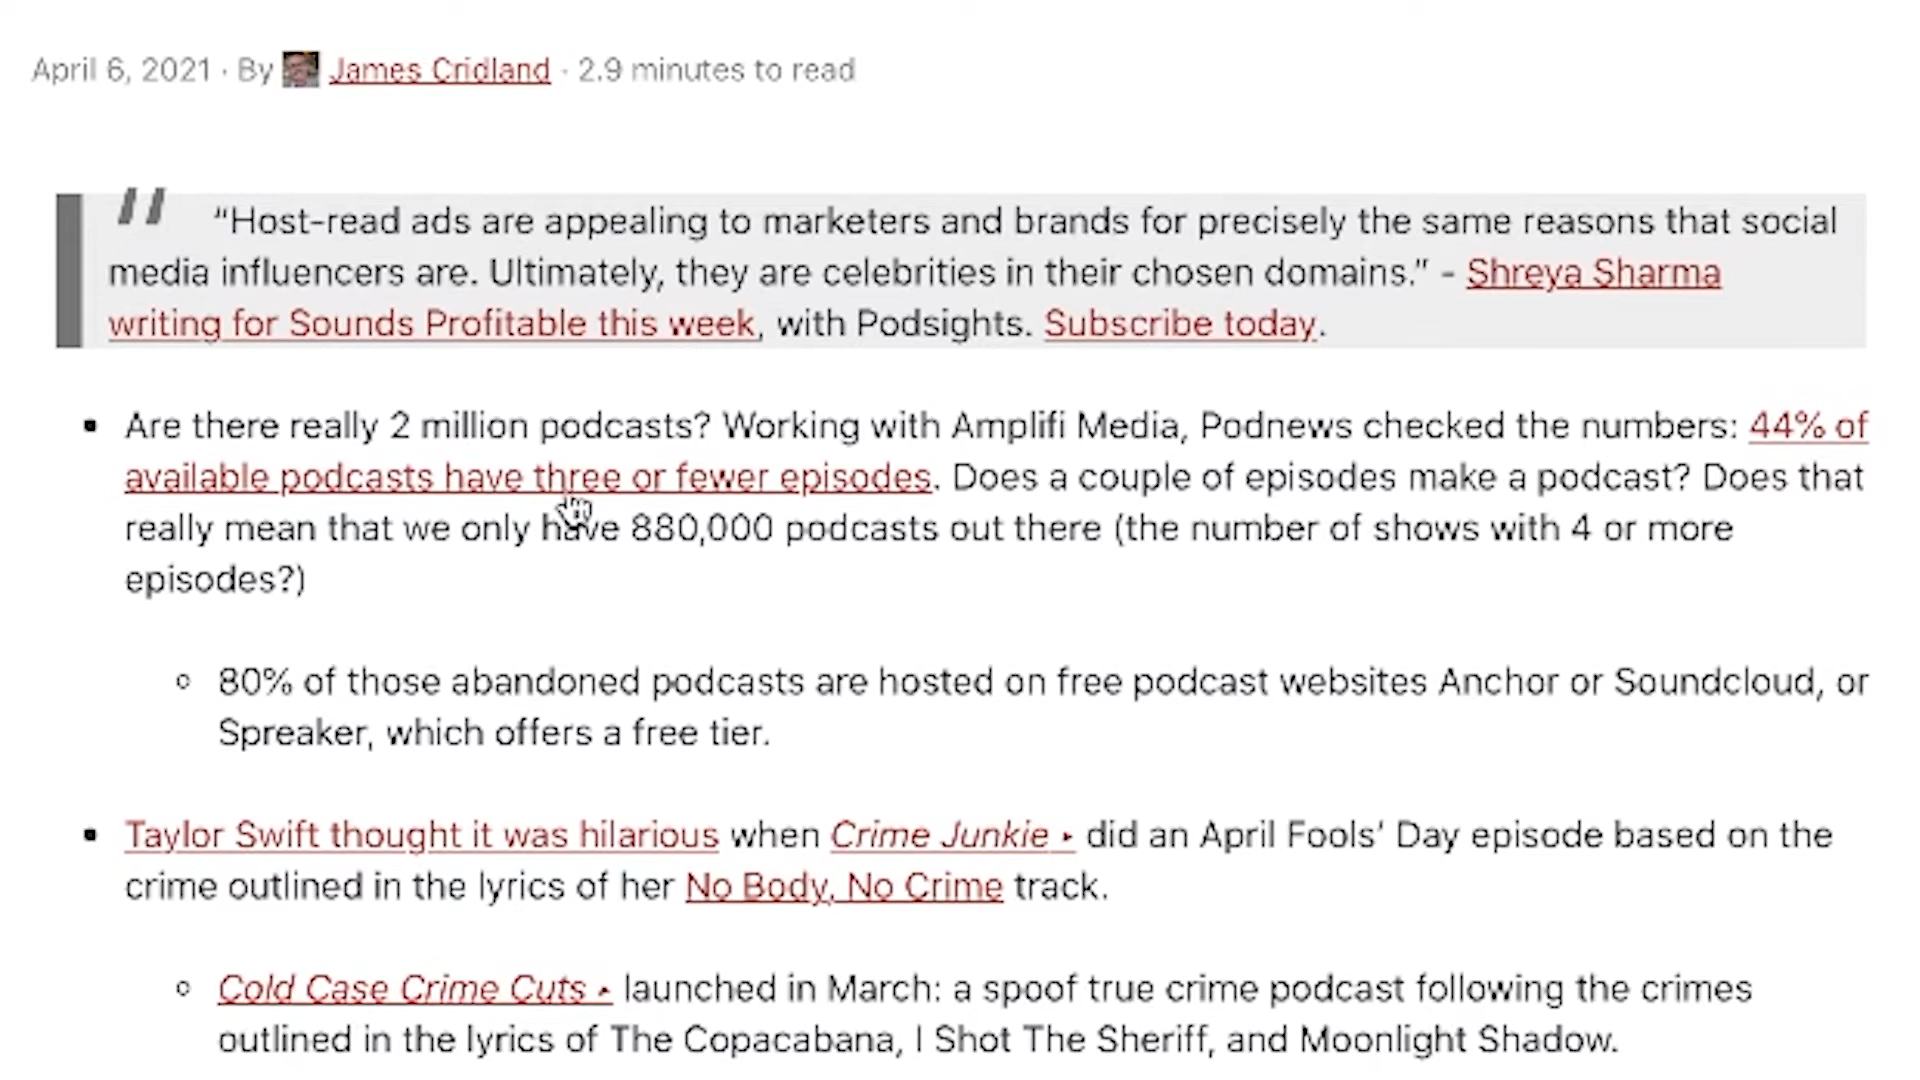 April 6, 2021 · By James Cridland · 2.9 minutes to read
“Host-read ads are appealing to marketers and brands for precisely the same reasons that social
media influencers are. Ultimately, they are celebrities in their chosen domains.” - Shreya Sharma
writing for Sounds Profitable this week, with Podsights. Subscribe today.
Are there really 2 million podcasts? Working with Amplifi Media, Podnews checked the numbers: 44% of
available podcasts have three or fewer episodes. Does a couple of episodes make a podcast? Does that
really mean that we only have 880,000 podcasts out there (the number of shows with 4 or more
episodes?)
80% of those abandoned podcasts are hosted on free podcast websites Anchor or Soundcloud, or
Spreaker, which offers a free tier.
Taylor Swift thought it was hilarious when Crime Junkie ▸ did an April Fools’ Day episode based on the
crime outlined in the lyrics of her No Body, No Crime track.
Cold Case Crime Cuts ▸ launched in March: a spoof true crime podcast following the crimes
outlined in the lyrics of The Copacabana, I Shot The Sheriff, and Moonlight Shadow.